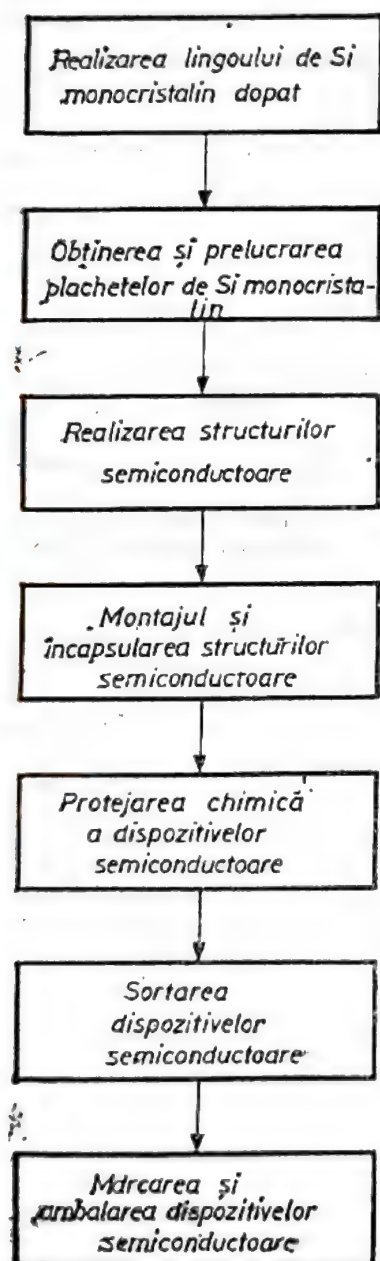 Realizarea lingoului de Si
monocristalin dopat
Obținerea și prelucrarea
plachetelor de Si monocrista-
lin
Realizarea structurilor
semiconductoare
Montajul și
încapsularea structurilor
semiconductoare
Protejarea chimică
a dispozitivelor
semiconductoare
Sortarea
dispozitivelor
semiconductoare
Marcarea și
ambalarea dispozitivelor
semiconductoare